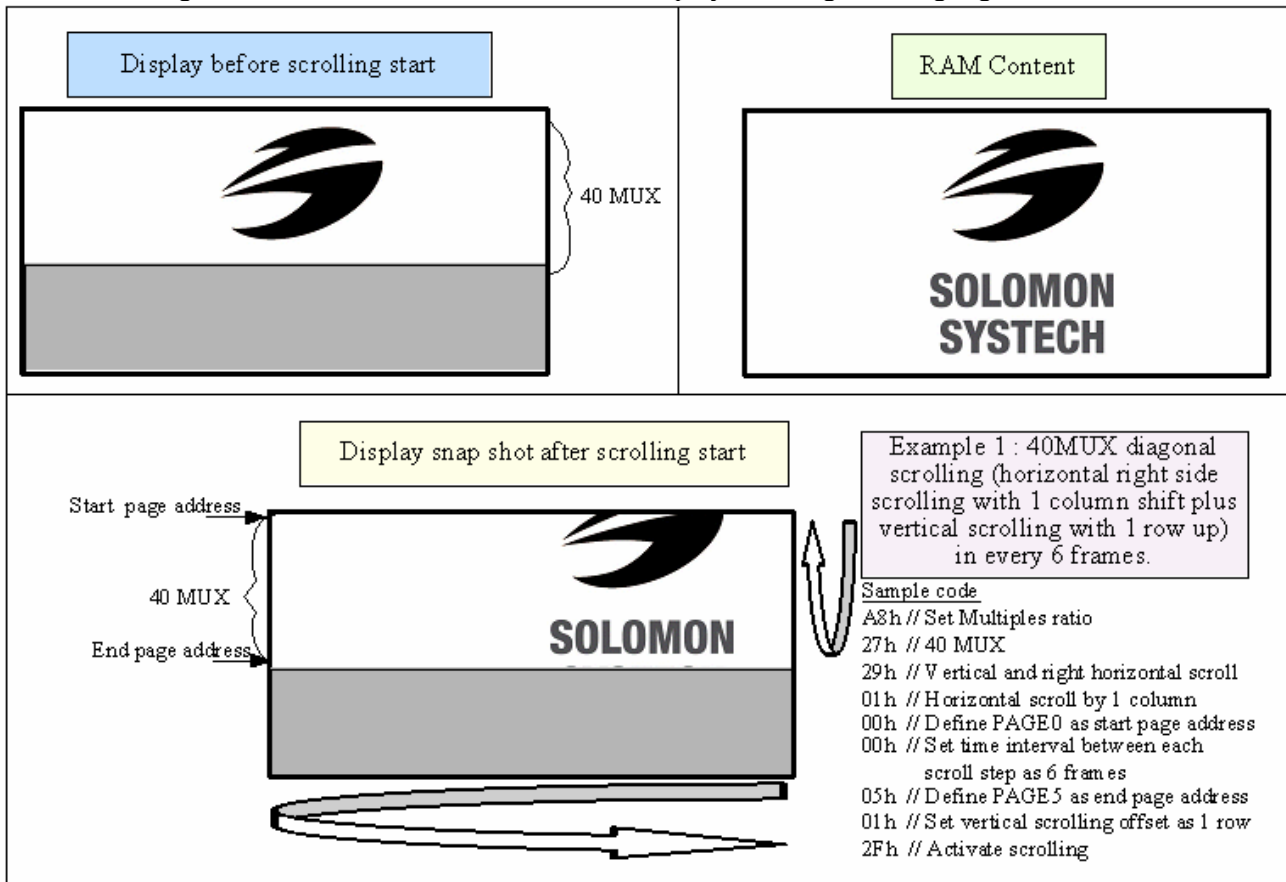 Display before scrolling start
RAM Content
40 MUX
SOLOMON
SYSTECH
Display snap shot after scrolling start
Start page address
40 MUX
End page address
SOLOMON
Example 1 : 40MUX diagonal
scrolling (horizontal right side
scrolling with 1 column shift plus
vertical scrolling with 1 row up)
in every 6 frames.
Sample code
A8h // Set Multiples ratio
27h // 40 MUX
29h // Vertical and right horizontal scroll
01h // Horizontal scroll by 1 column
00h // Define PAGE0 as start page address
00h // Set time interval between each
scroll step as 6 frames
05h // Define PAGE5 as end page address
01h // Set vertical scrolling offset as 1 row
2Fh // Activate scrolling